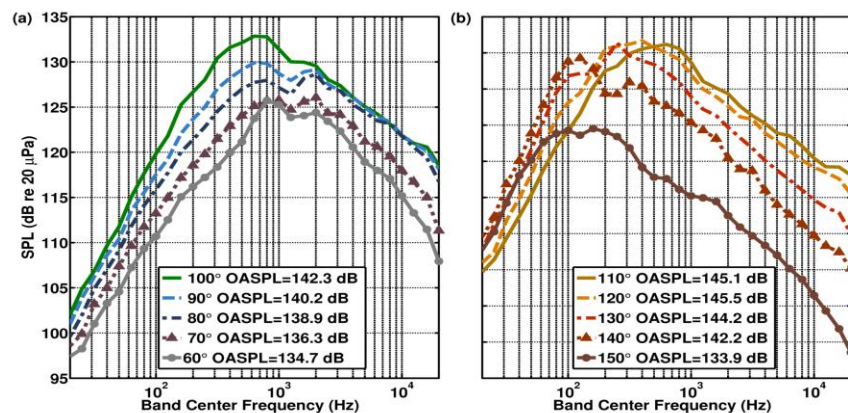 (a)
SPL (dB re 20 μPa)
135
130
125
120
115
110
105
100
95
100° OASPL=142.3 dB
90° OASPL=140.2 dB
80° OASPL=138.9 dB
70° OASPL=136.3 dB
60° OASPL=134.7 dB
10² 10³ 10⁴
Band Center Frequency (Hz)
(b)
110° OASPL=145.1 dB
120° OASPL=145.5 dB
130° OASPL=144.2 dB
140° OASPL=142.2 dB
150° OASPL=133.9 dB
10² 10³ 10⁴
Band Center Frequency (Hz)